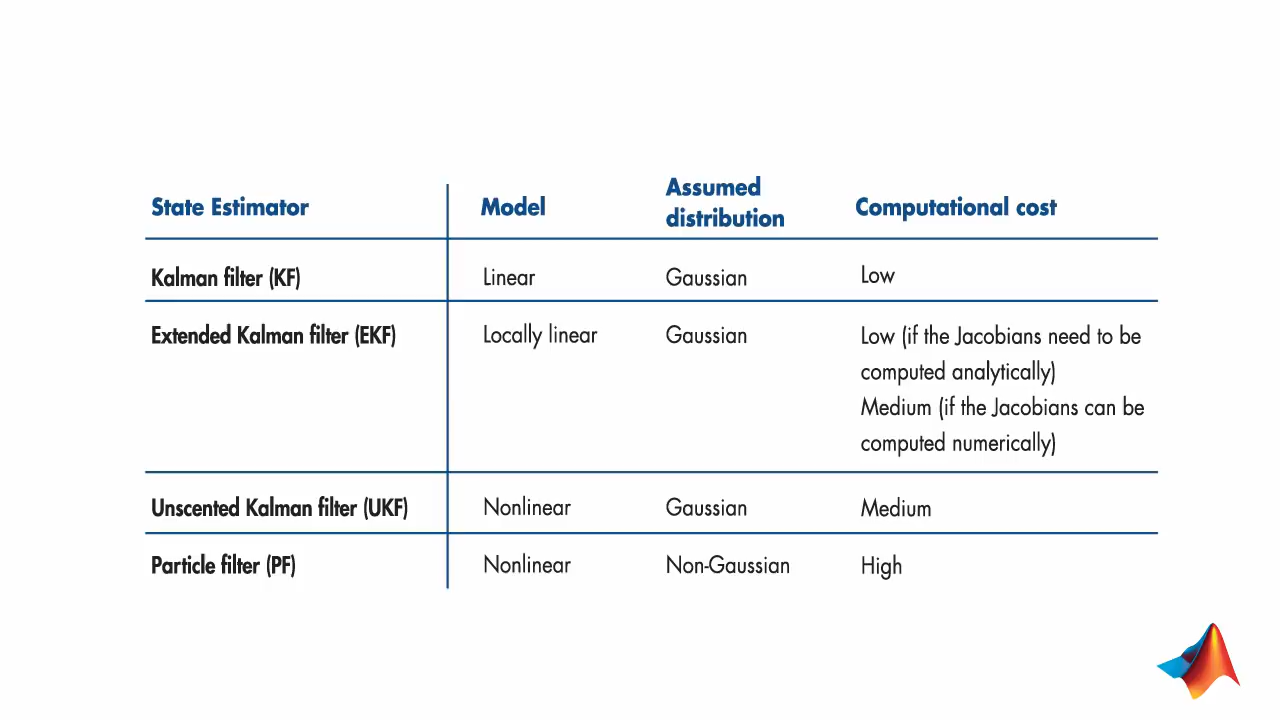 State Estimator
Model
Assumed
distribution
Computational cost
Kalman filter (KF)
Linear
Gaussian
Low
Extended Kalman filter (EKF)
Locally linear
Gaussian
Low (if the Jacobians need to be
computed analytically)
Medium (if the Jacobians can be
computed numerically)
Unscented Kalman filter (UKF)
Nonlinear
Gaussian
Medium
Particle filter (PF)
Nonlinear
Non-Gaussian
High